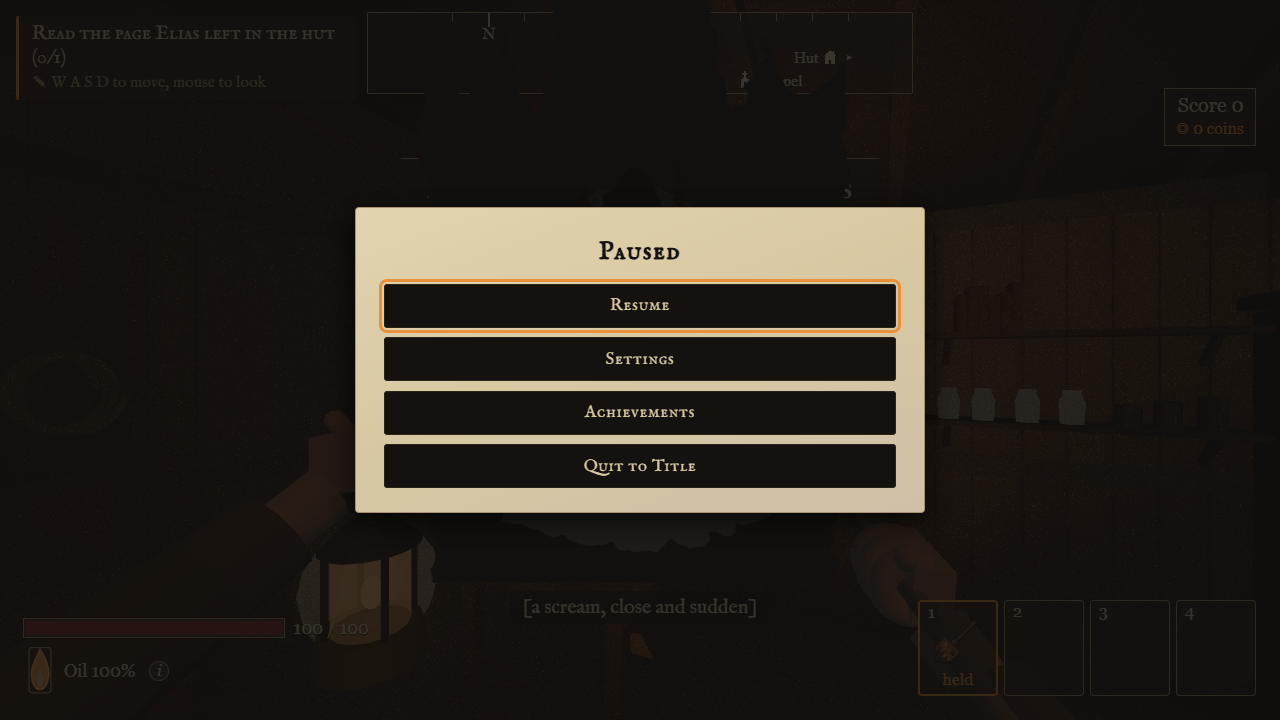 Read the page Elias left in the hut
(0/1)
W A S D to move, mouse to look
N
Hut
Score 0
0 coins
Paused
Resume
Settings
Achievements
Quit to Title
[a scream, close and sudden]
100 / 100
Oil 100%
i
1
2
3
4
held